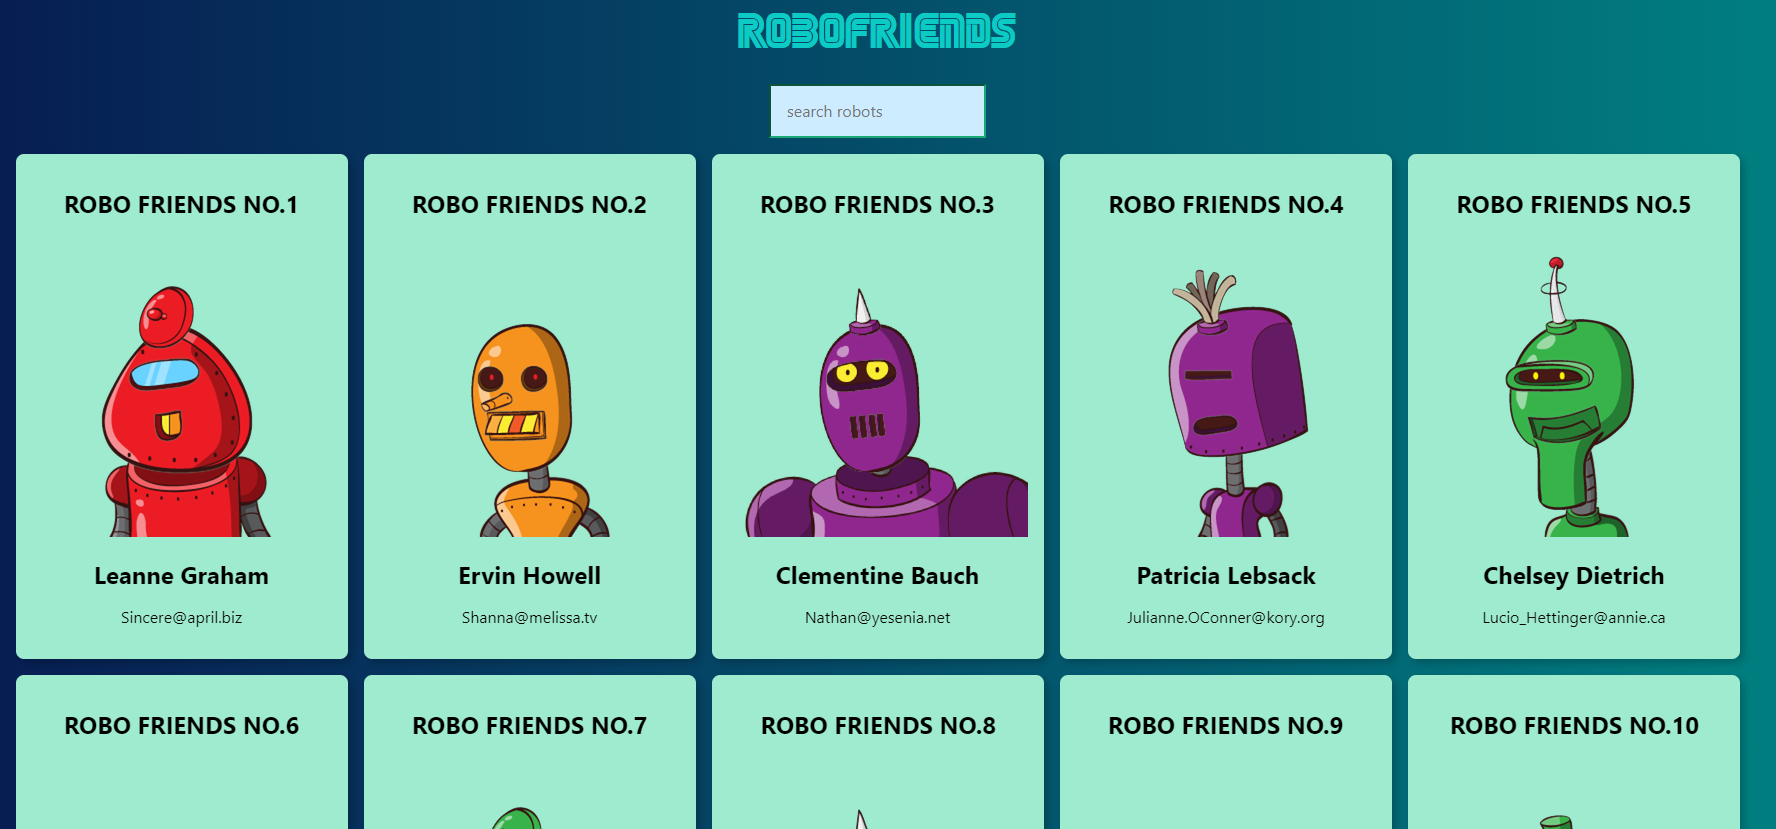 ROBOFRIENDS
search robots
ROBO FRIENDS NO.1
ROBO FRIENDS NO.2
ROBO FRIENDS NO.3
ROBO FRIENDS NO.4
ROBO FRIENDS NO.5
Leanne Graham
Ervin Howell
Clementine Bauch
Patricia Lebsack
Chelsey Dietrich
Sincere@april.biz
Shanna@melissa.tv
Nathan@yesenia.net
Julianne.OConner@kory.org
Lucio_Hettinger@annie.ca
ROBO FRIENDS NO.6
ROBO FRIENDS NO.7
ROBO FRIENDS NO.8
ROBO FRIENDS NO.9
ROBO FRIENDS NO.10